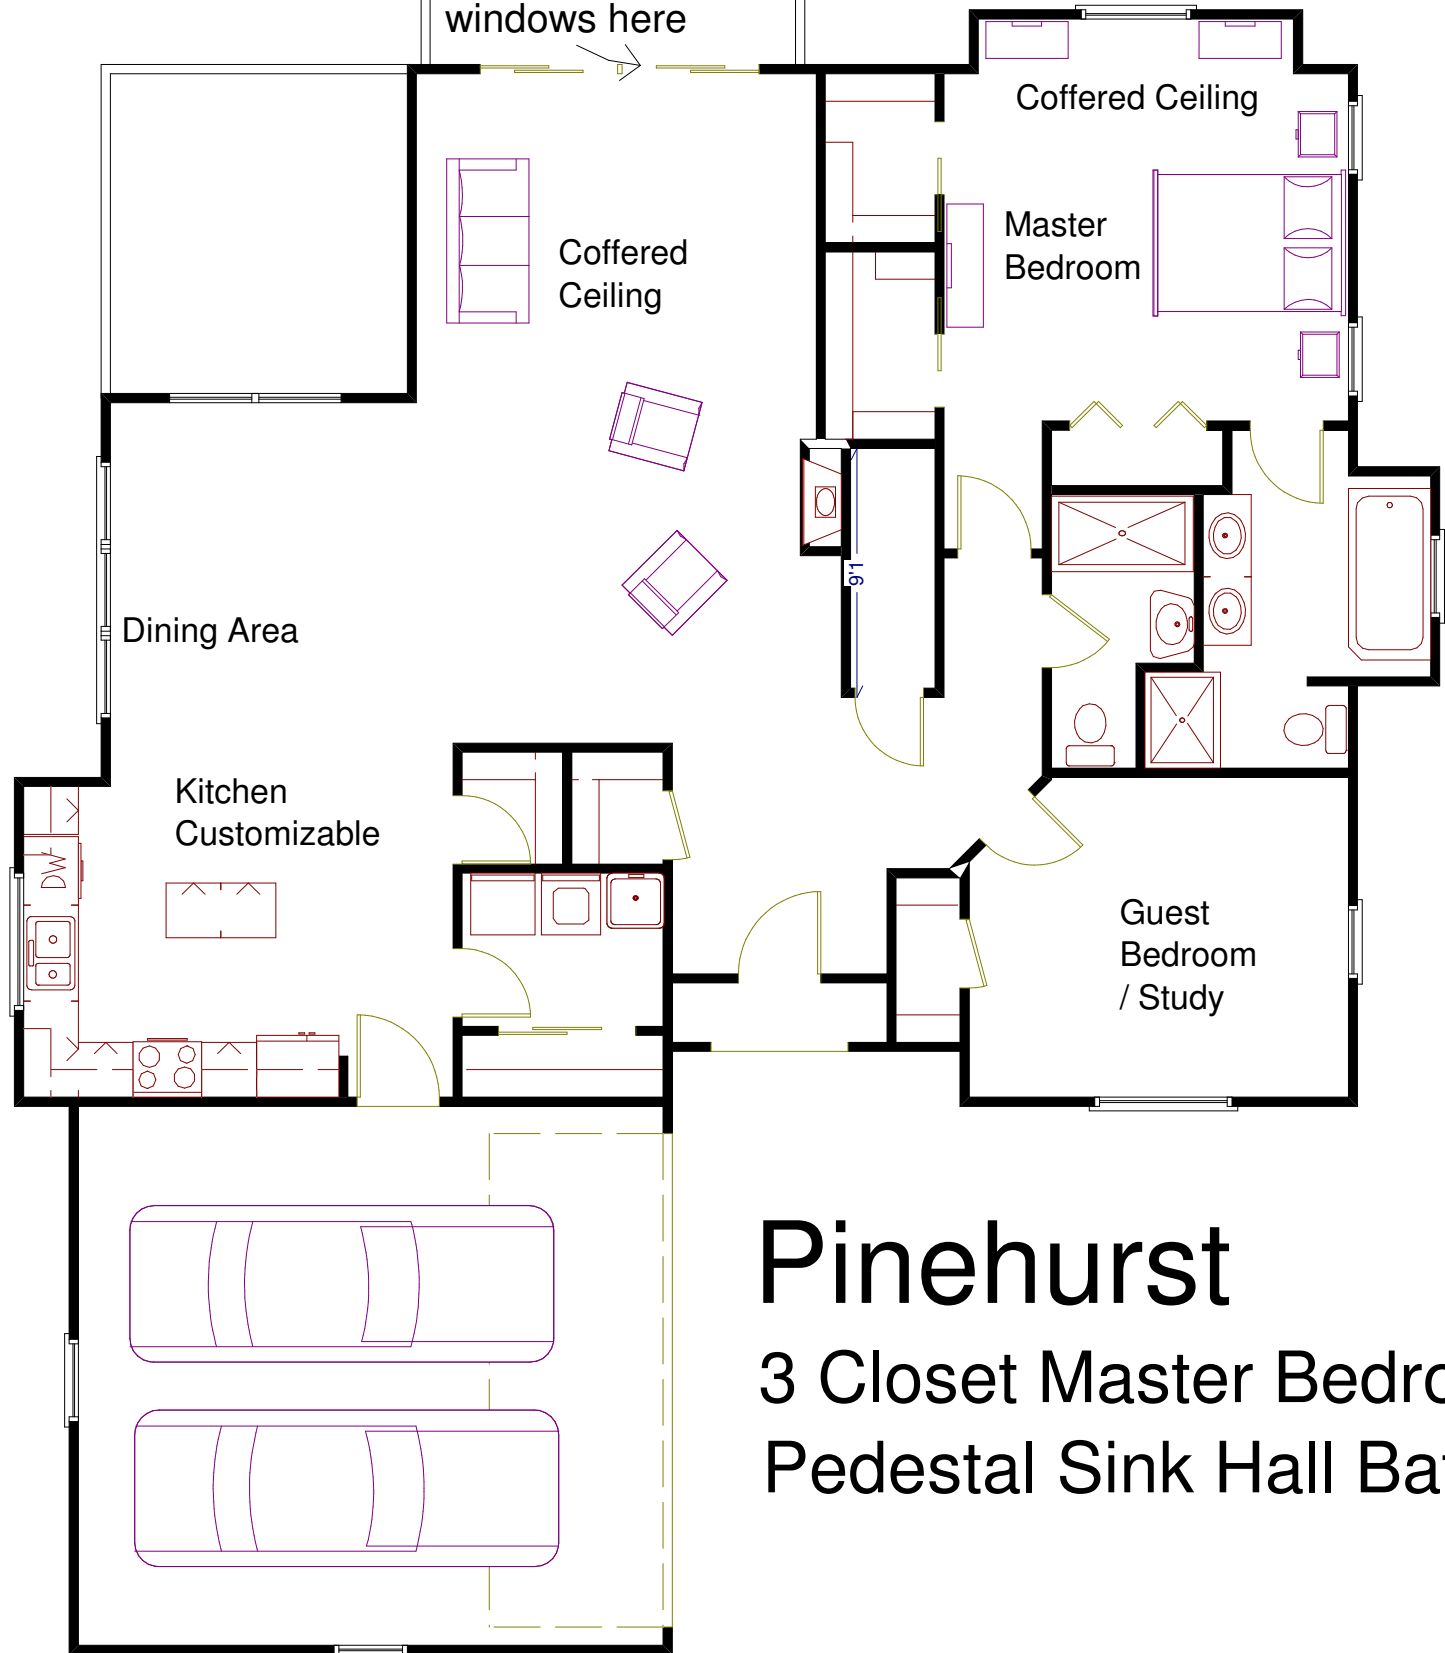 windows here
Coffered Ceiling
Master
Bedroom
Coffered
Ceiling
9'1
Dining Area
Kitchen
Customizable
DW
Guest
Bedroom
/ Study
Pinehurst
3 Closet Master Bedro
Pedestal Sink Hall Bat